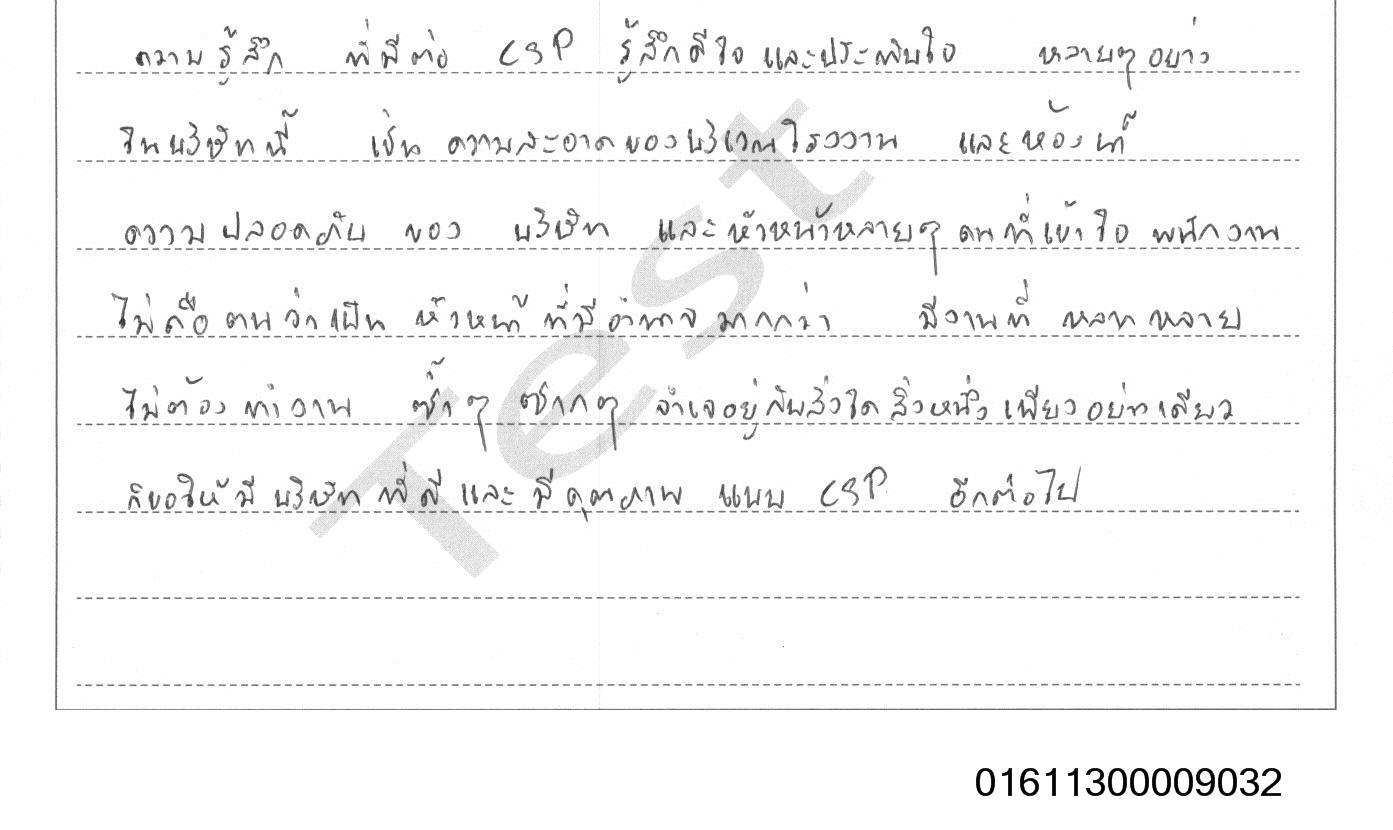 ความรู้สึก ที่มีต่อ CSP รู้สึกดีใจและประทับใจ หลายๆอย่าง
ในบริษัทนี้ เช่น ความสะอาดของบริเวณโรงงาน และห้องน้ำ
ความปลอดภัย ของ บริษัท และหัวหน้าหลายๆ คนที่เข้าใจ พนักงาน
ไม่ถือตนว่าเป็น หัวหน้า ที่มีอำนาจมากกว่า มีงานที่ หลากหลาย
ไม่ต้องทำงาน ซ้ำๆ ซากๆ จำเจอยู่กับสิ่งใดสิ่งหนึ่ง เพียงอย่างเดียว
ก็ขอให้มี บริษัท ที่ดี และ มีคุณภาพ แบบ CSP อีกต่อไป
Test
01611300009032